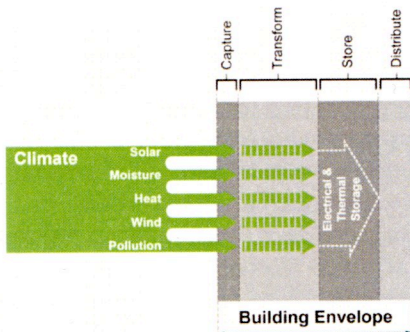 Capture
Transform
Store
Distribute
Climate
Solar
Moisture
Heat
Wind
Pollution
Electrical &
Thermal
Storage
Building Envelope